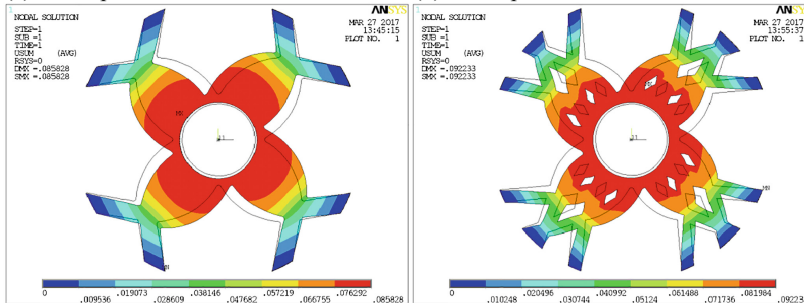 1
NODAL SOLUTION
STEP=1
SUB =1
TIME=1
USUM (AVG)
RSYS=0
DMX =.085828
SMX =.085828
ANSYS
MAR 27 2017
13:45:15
PLOT NO. 1
MX
MN
0 .019073 .038146 .057219 .076292
.009536 .028609 .047682 .066755 .085828
1
NODAL SOLUTION
STEP=1
SUB =1
TIME=1
USUM (AVG)
RSYS=0
DMX =.092233
SMX =.092233
ANSYS
MAR 27 2017
13:55:37
PLOT NO. 1
MN
0 .020496 .040992 .061488 .081984
.010248 .030744 .05124 .071736 .09223